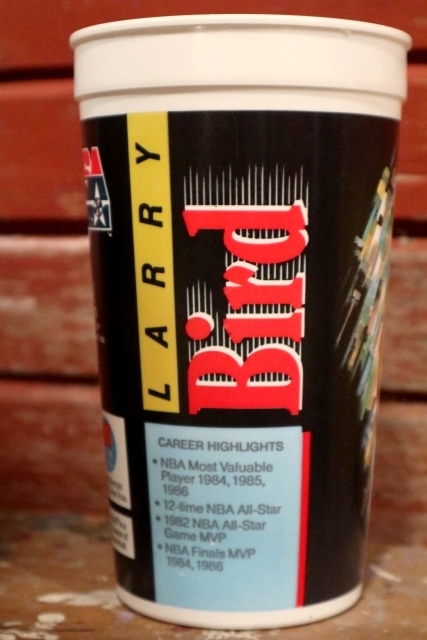 LARRY
Bird
CAREER HIGHLIGHTS
• NBA Most Valuable
Player 1984, 1985,
1986
• 12-time NBA All-Star
• 1982 NBA All-Star
Game MVP
• NBA Finals MVP
1984, 1986